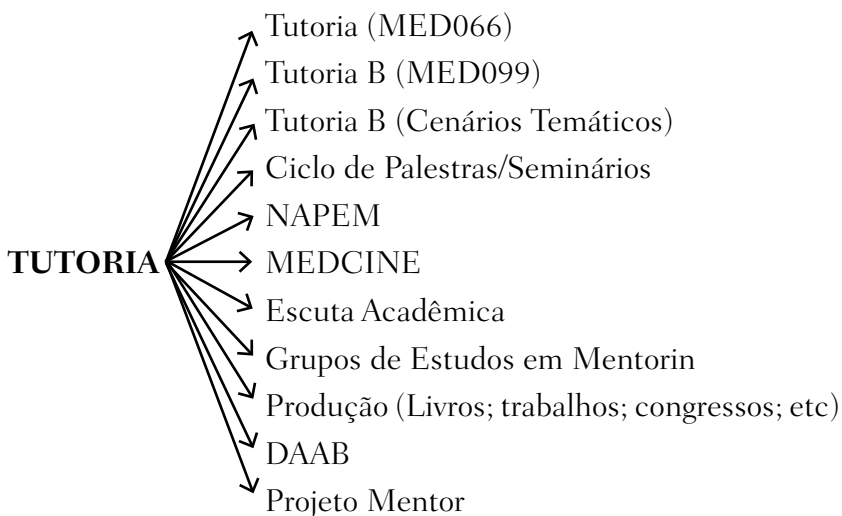 Tutoria (MED066)
Tutoria B (MED099)
Tutoria B (Cenários Temáticos)
Ciclo de Palestras/Seminários
NAPEM
TUTORIA
MEDCINE
Escuta Acadêmica
Grupos de Estudos em Mentorin
Produção (Livros; trabalhos; congressos; etc)
DAAB
Projeto Mentor